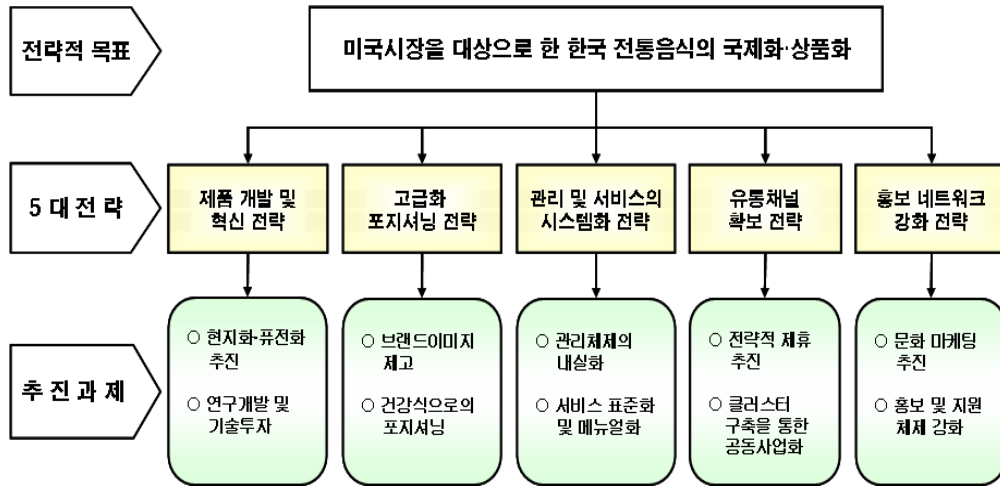 전략적 목표
미국시장을 대상으로 한 한국 전통음식의 국제화·상품화
5 대 전 략
제품 개발 및
혁신 전략
고급화
포지셔닝 전략
관리 및 서비스의
시스템화 전략
유통채널
확보 전략
홍보 네트워크
강화 전략
추 진 과 제
○ 현지화·퓨전화
추진
○ 연구개발 및
기술투자
○ 브랜드이미지
제고
○ 건강식으로의
포지셔닝
○ 관리체제의
내실화
○ 서비스 표준화
및 메뉴얼화
○ 전략적 제휴
추진
○ 클러스터
구축을 통한
공동사업화
○ 문화 마케팅
추진
○ 홍보 및 지원
체제 강화